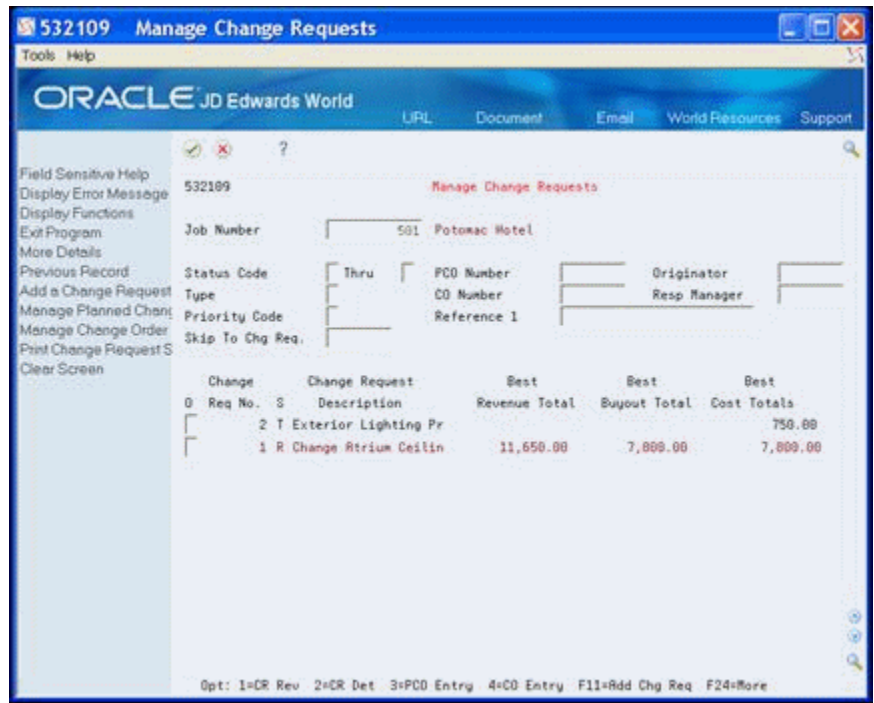 532109 Manage Change Requests
Tools Help
ORACLE JD Edwards World
URL Document Email World Resources Support
?
Field Sensitive Help
Display Error Message
Display Functions
Exit Program
More Details
Previous Record
Add a Change Request
Manage Planned Chang
Manage Change Order
Print Change Request S
Clear Screen
532109 Manage Change Requests
Job Number 501 Potomac Hotel
Status Code Thru PCO Number Originator
Type CO Number Resp Manager
Priority Code Reference 1
Skip To Chg Req.
Change Change Request Best Best Best
O Req No. S Description Revenue Total Buyout Total Cost Totals
2 T Exterior Lighting Pr 750.00
1 R Change Atrium Ceilin 11,650.00 7,800.00 7,800.00
Opt: 1=CR Rev 2=CR Det 3=PCO Entry 4=CO Entry F11=Add Chg Req F24=More